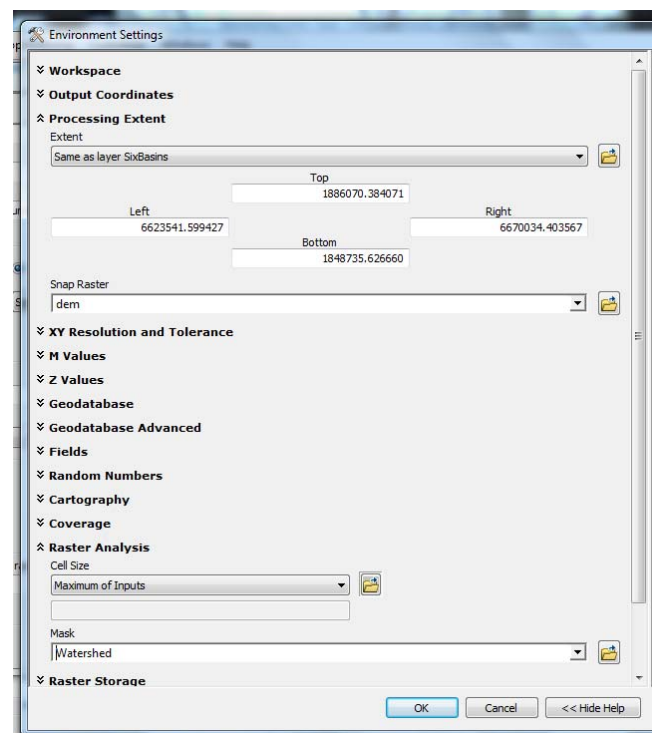 Environment Settings
Workspace
Output Coordinates
Processing Extent
Extent
Same as layer SixBasins
Top
1886070.384071
Left
Right
6623541.599427
6670034.403567
Bottom
1848735.626660
Snap Raster
dem
XY Resolution and Tolerance
M Values
Z Values
Geodatabase
Geodatabase Advanced
Fields
Random Numbers
Cartography
Coverage
Raster Analysis
Cell Size
Maximum of Inputs
Mask
Watershed
Raster Storage
OK
Cancel
<< Hide Help